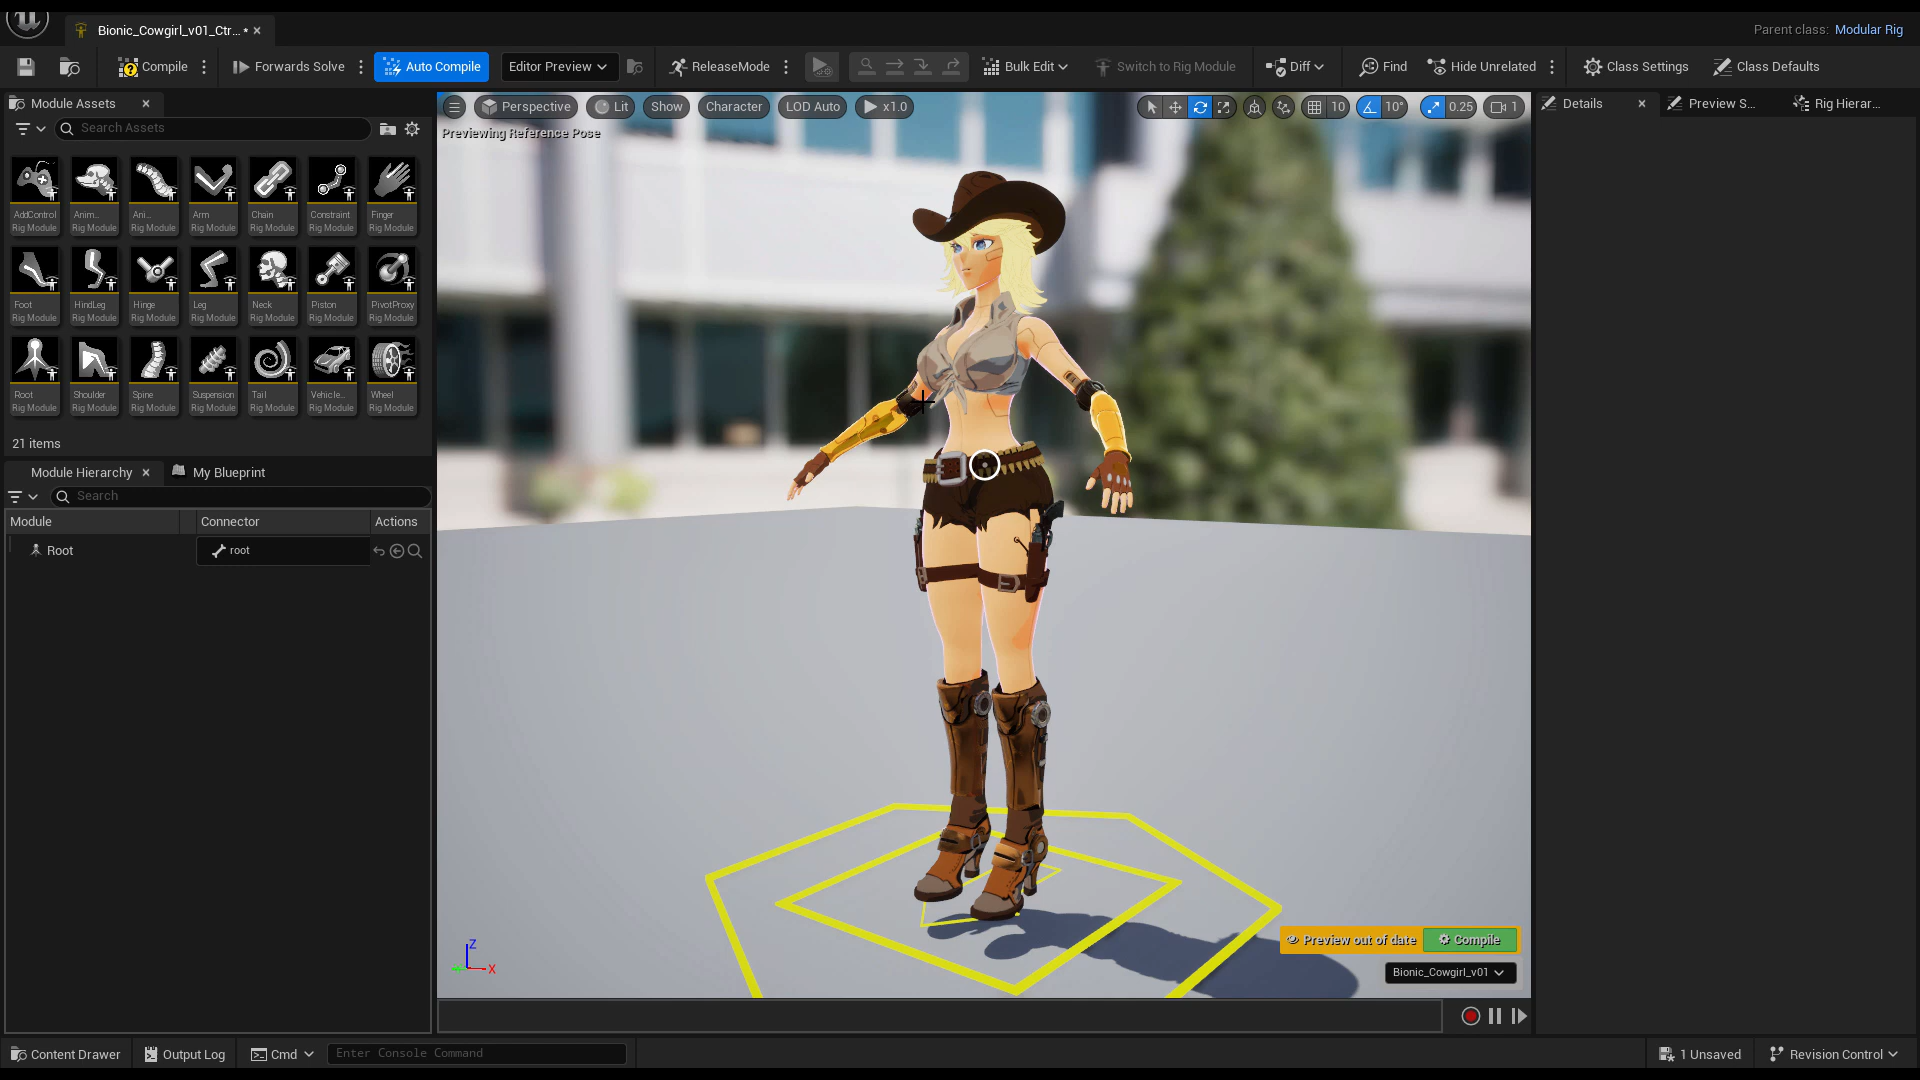 Bionic_Cowgirl_v01_Ctr... *
Parent class: Modular Rig
Compile
Forwards Solve
Auto Compile
Editor Preview
ReleaseMode
Bulk Edit
Switch to Rig Module
Diff
Find
Hide Unrelated
Class Settings
Class Defaults
Module Assets
Search Assets
AddControl
Rig Module
Anim...
Rig Module
Ani...
Rig Module
Arm
Rig Module
Chain
Rig Module
Constraint
Rig Module
Finger
Rig Module
Foot
Rig Module
HindLeg
Rig Module
Hinge
Rig Module
Leg
Rig Module
Neck
Rig Module
Piston
Rig Module
PivotProxy
Rig Module
Root
Rig Module
Shoulder
Rig Module
Spine
Rig Module
Suspension
Rig Module
Tail
Rig Module
Vehicle...
Rig Module
Wheel
Rig Module
21 items
Module Hierarchy
My Blueprint
Search
Module Connector Actions
Root root
Perspective
Lit
Show
Character
LOD Auto
x1.0
10
10°
0.25
1
Previewing Reference Pose
Z
X
Preview out of date
Compile
Bionic_Cowgirl_v01
Details
Preview S...
Rig Hierar...
Content Drawer
Output Log
Cmd
Enter Console Command
1 Unsaved
Revision Control